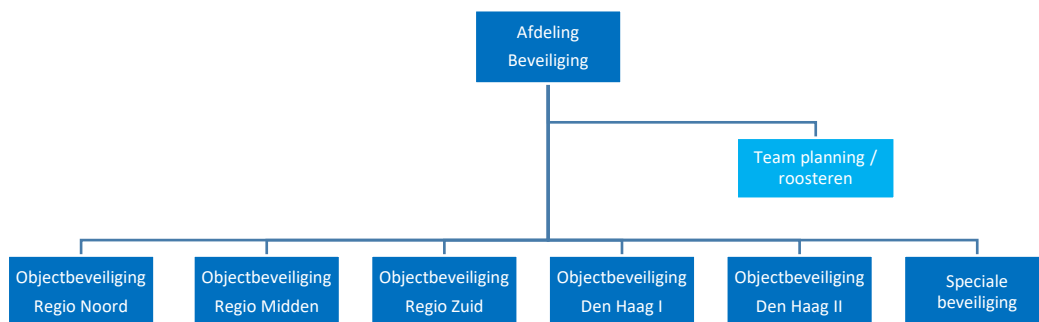 Afdeling
Beveiliging
Team planning /
roosteren
Objectbeveiliging
Regio Noord
Objectbeveiliging
Regio Midden
Objectbeveiliging
Regio Zuid
Objectbeveiliging
Den Haag I
Objectbeveiliging
Den Haag II
Speciale
beveiliging